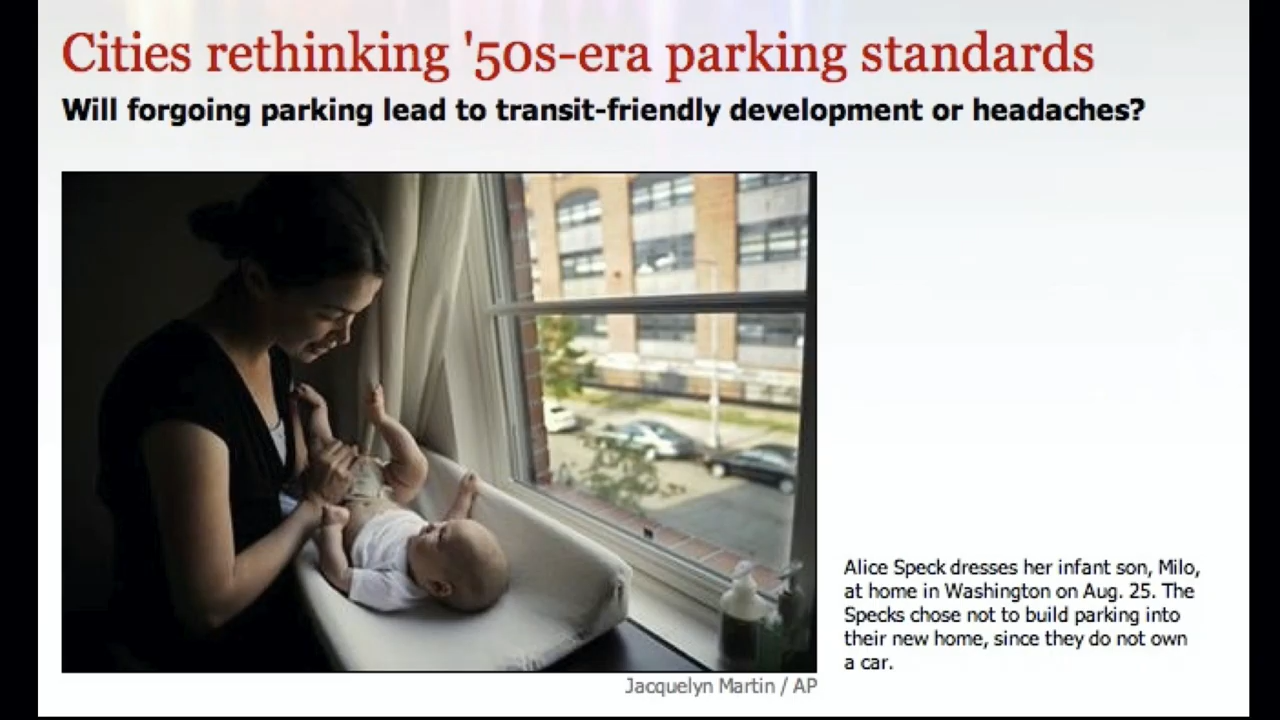 Cities rethinking '50s-era parking standards
Will forgoing parking lead to transit-friendly development or headaches?
Alice Speck dresses her infant son, Milo,
at home in Washington on Aug. 25. The
Specks chose not to build parking into
their new home, since they do not own
a car.
Jacquelyn Martin / AP